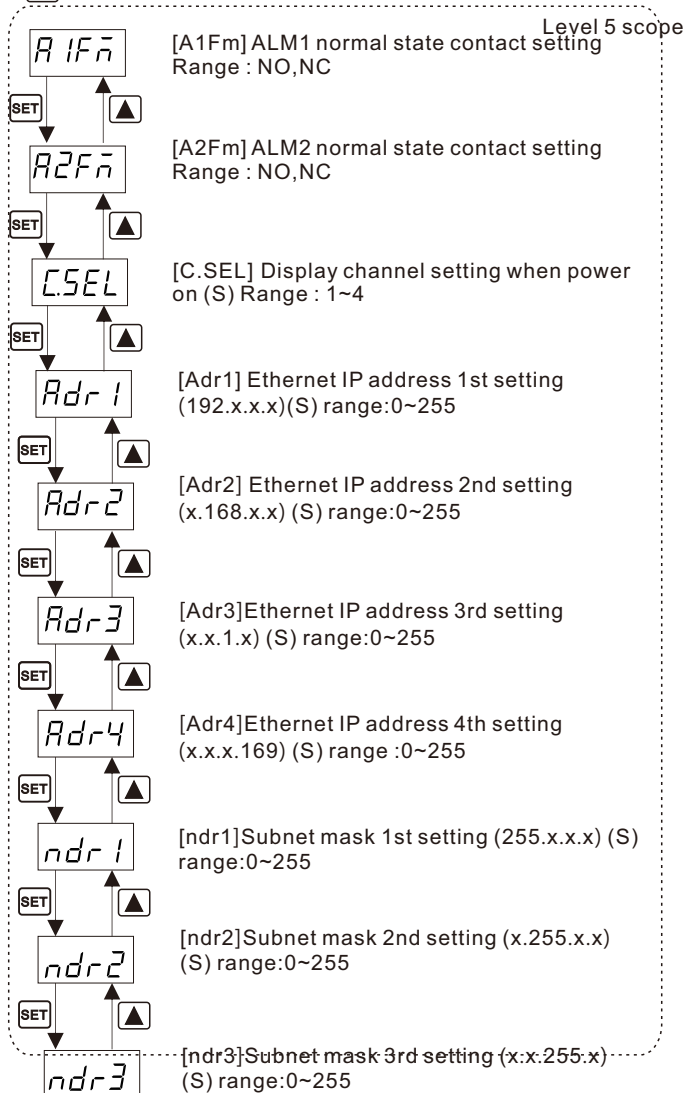 Level 5 scope
A1Fm
[A1Fm] ALM1 normal state contact setting
Range : NO,NC
SET
A2Fm
[A2Fm] ALM2 normal state contact setting
Range : NO,NC
SET
C.SEL
[C.SEL] Display channel setting when power
on (S) Range : 1~4
SET
Adr1
[Adr1] Ethernet IP address 1st setting
(192.x.x.x)(S) range:0~255
SET
Adr2
[Adr2] Ethernet IP address 2nd setting
(x.168.x.x) (S) range:0~255
SET
Adr3
[Adr3]Ethernet IP address 3rd setting
(x.x.1.x) (S) range:0~255
SET
Adr4
[Adr4]Ethernet IP address 4th setting
(x.x.x.169) (S) range :0~255
SET
ndr1
[ndr1]Subnet mask 1st setting (255.x.x.x) (S)
range:0~255
SET
ndr2
[ndr2]Subnet mask 2nd setting (x.255.x.x)
(S) range:0~255
SET
ndr3
[ndr3]Subnet mask 3rd setting (x.x.255.x)
(S) range:0~255